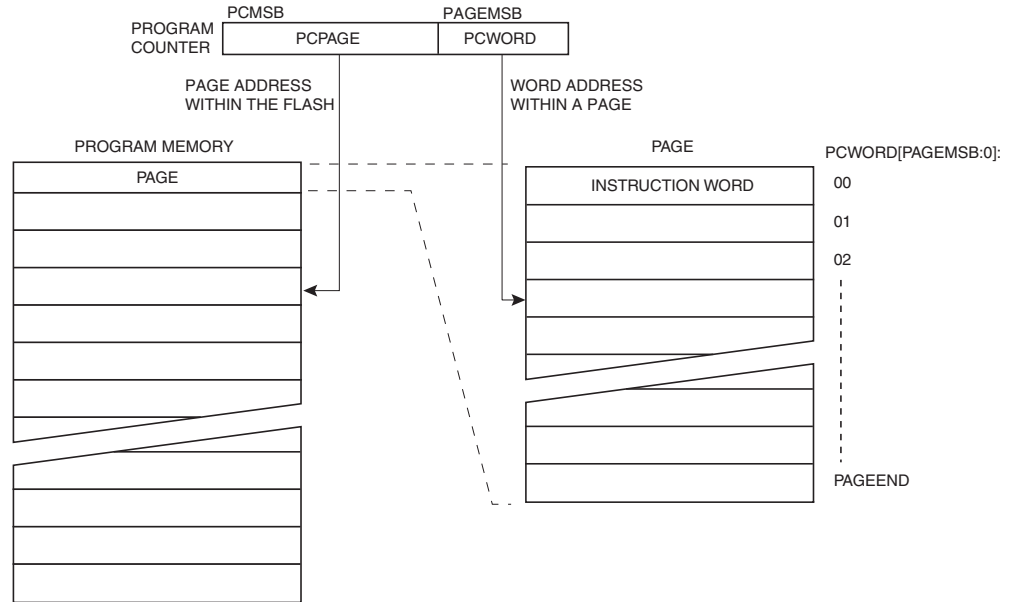 PCMSB
PAGEMSB
PROGRAM
COUNTER
PCPAGE
PCWORD
PAGE ADDRESS
WITHIN THE FLASH
WORD ADDRESS
WITHIN A PAGE
PROGRAM MEMORY
PAGE
PAGE
PCWORD[PAGEMSB:0]:
INSTRUCTION WORD
00
01
02
PAGEEND